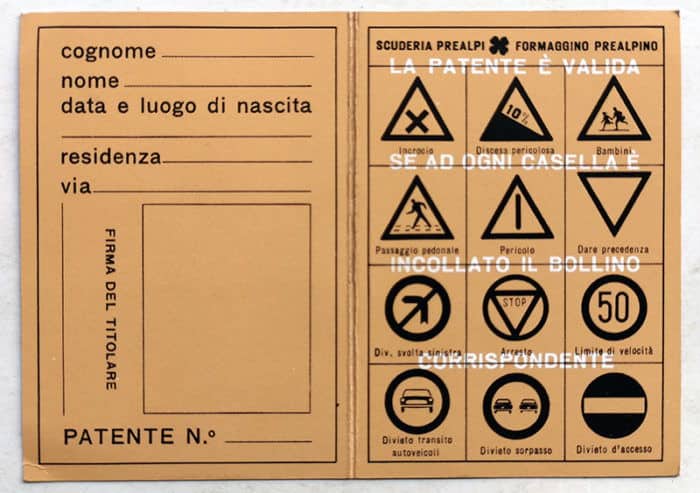 cognome
nome
data e luogo di nascita
residenza
via
FIRMA DEL TITOLARE
PATENTE N.º
SCUDERIA PREALPI FORMAGGINO PREALPINO
LA PATENTE È VALIDA
10%
Incrocio Discesa pericolosa Bambini
SE AD OGNI CASELLA È
Passaggio pedonale Pericolo Dare precedenza
INCOLLATO IL BOLLINO
STOP 50
Div. svolta sinistra Arresto Limite di velocità
CORRISPONDENTE
Divieto transito autoveicoli Divieto sorpasso Divieto d'accesso